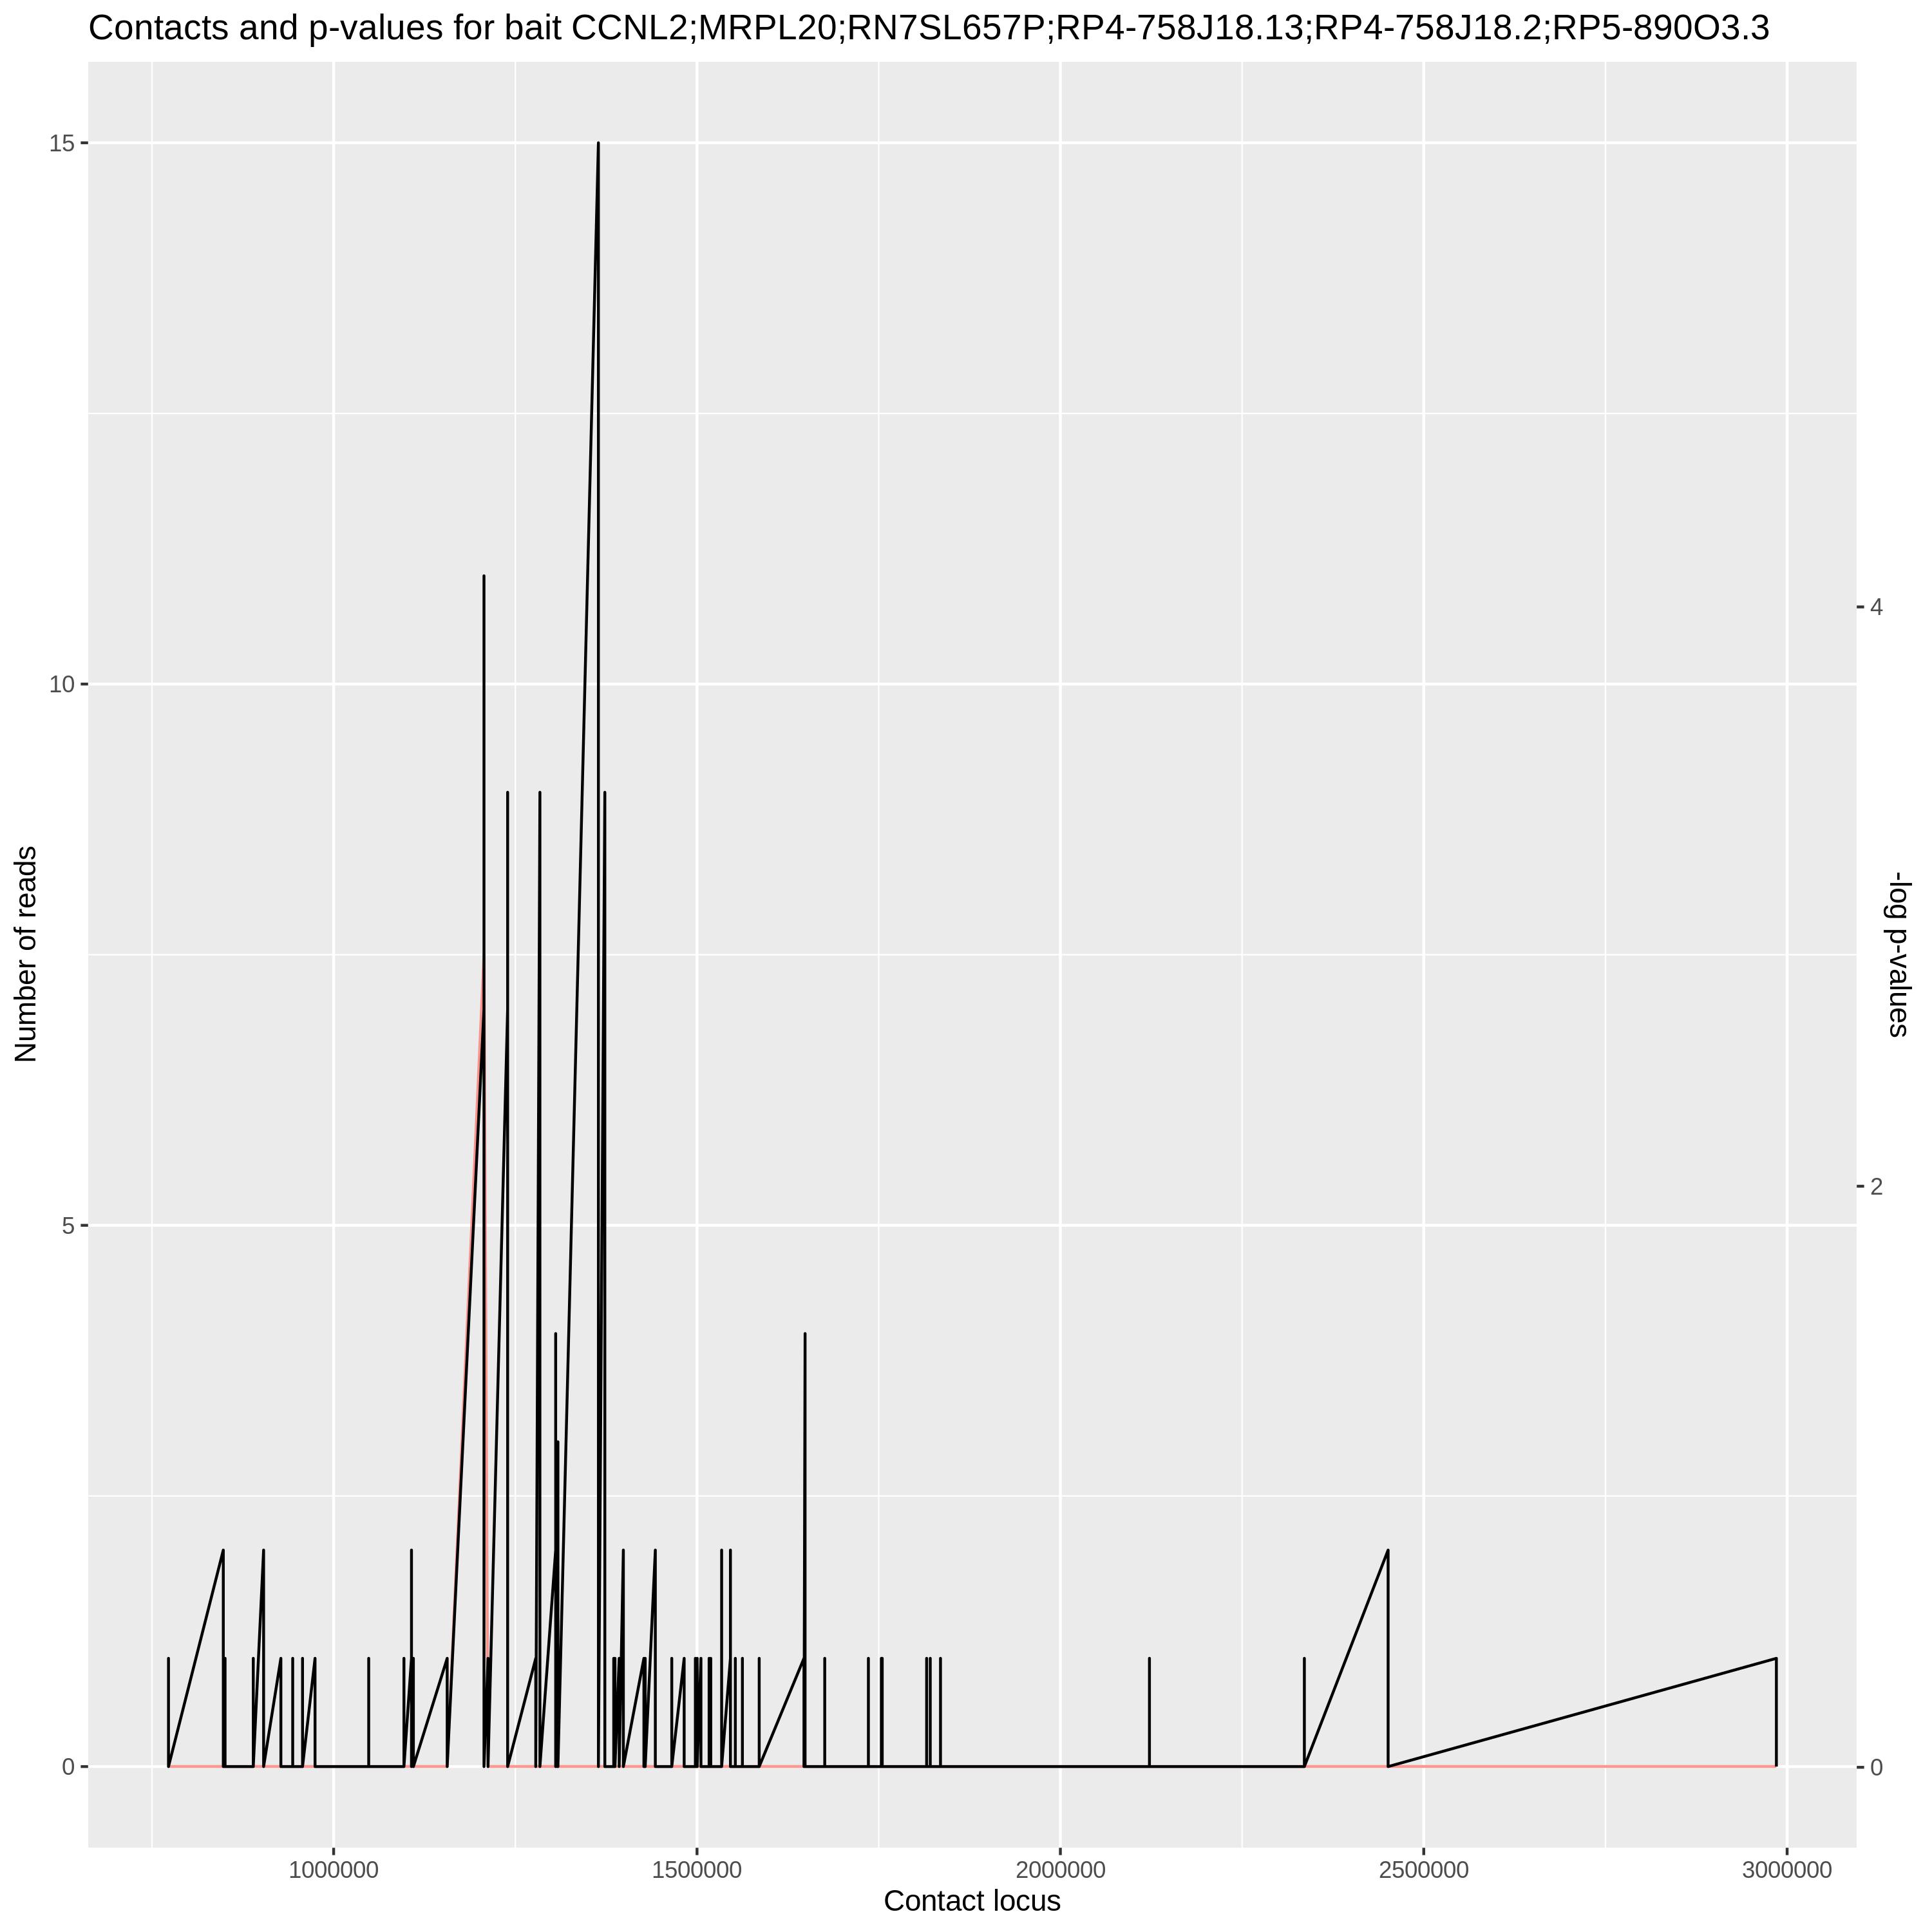 Contacts and p-values for bait CCNL2;MRPL20;RN7SL657P;RP4-758J18.13;RP4-758J18.2;RP5-890O3.3
15
10
5
0
Number of reads
4
2
0
-log p-values
1000000 1500000 2000000 2500000 3000000
Contact locus